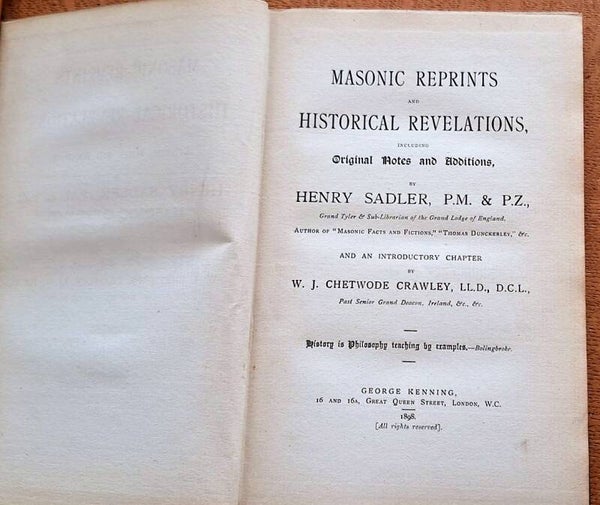 MASONIC REPRINTS
AND
HISTORICAL REVELATIONS,
INCLUDING
Original Notes and Additions,
BY
HENRY SADLER, P.M. & P.Z.,
Grand Tyler & Sub-Librarian of the Grand Lodge of England.
AUTHOR OF "MASONIC FACTS AND FICTIONS," "THOMAS DUNCKERLEY," &c.
AND AN INTRODUCTORY CHAPTER
BY
W. J. CHETWODE CRAWLEY, LL.D., D.C.L.,
Past Senior Grand Deacon, Ireland, &c., &c.
History is Philosophy teaching by examples.—Bolingbroke.
GEORGE KENNING,
16 AND 16A, GREAT QUEEN STREET, LONDON, W.C.
1898.
[All rights reserved].